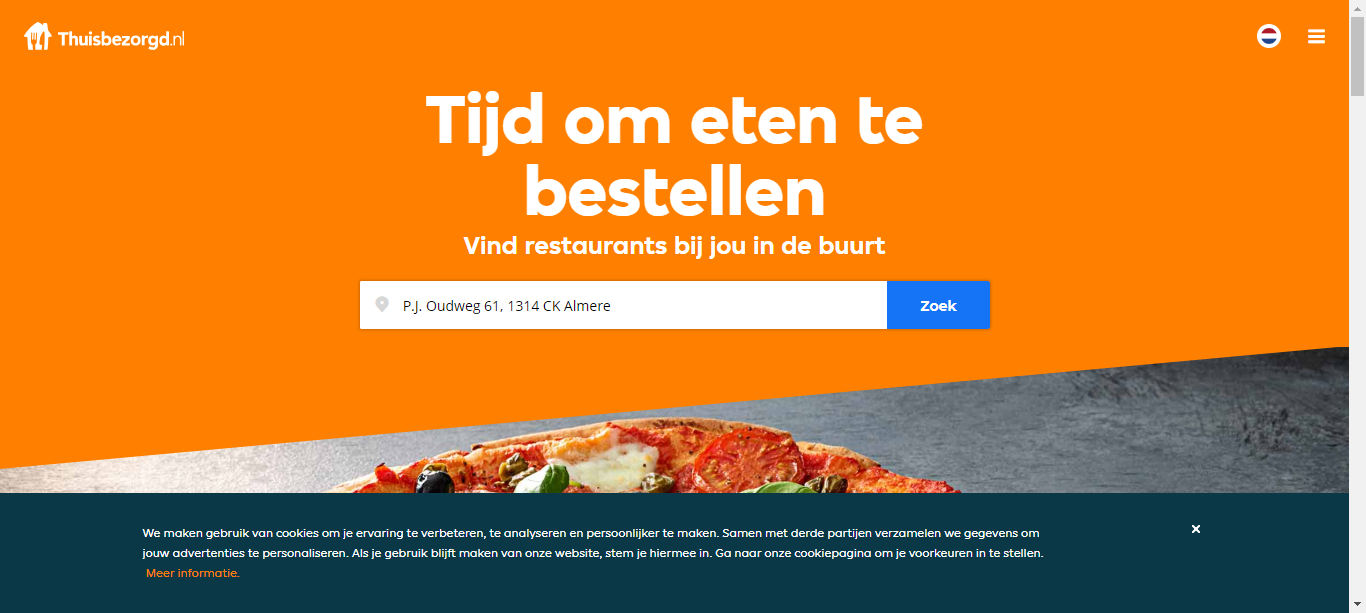 Thuisbezorgd.nl
Tijd om eten te
bestellen
Vind restaurants bij jou in de buurt
P.J. Oudweg 61, 1314 CK Almere
Zoek
We maken gebruik van cookies om je ervaring te verbeteren, te analyseren en persoonlijker te maken. Samen met derde partijen verzamelen we gegevens om
jouw advertenties te personaliseren. Als je gebruik blijft maken van onze website, stem je hiermee in. Ga naar onze cookiepagina om je voorkeuren in te stellen.
Meer informatie.